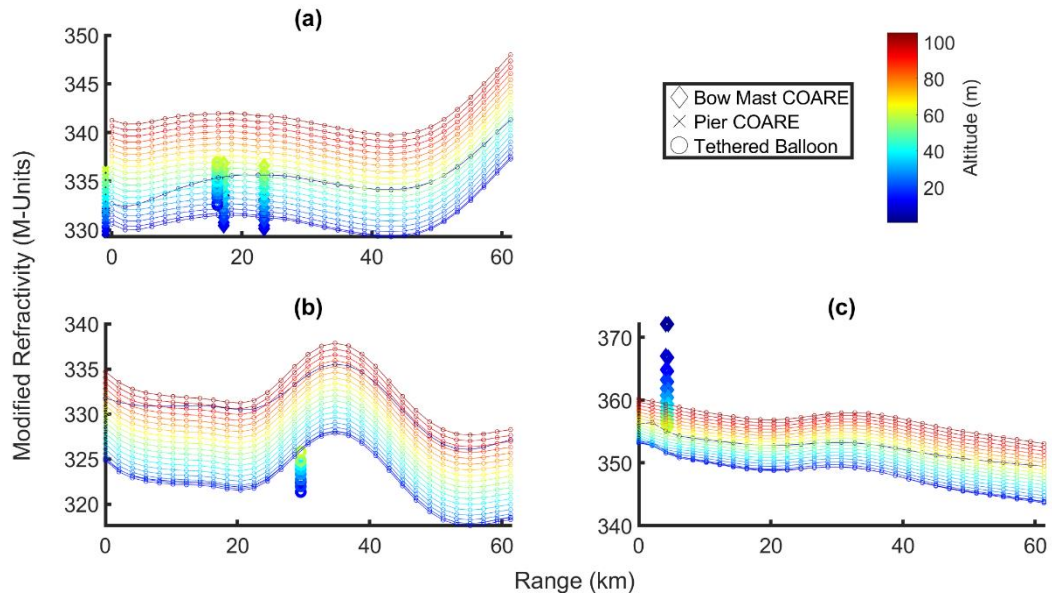 (a)
350
345
340
335
330
0 20 40 60
Bow Mast COARE
Pier COARE
Tethered Balloon
100
80
60
40
20
Altitude (m)
Modified Refractivity (M-Units)
(b)
340
335
330
325
320
0 20 40 60
(c)
370
360
350
340
0 20 40 60
Range (km)